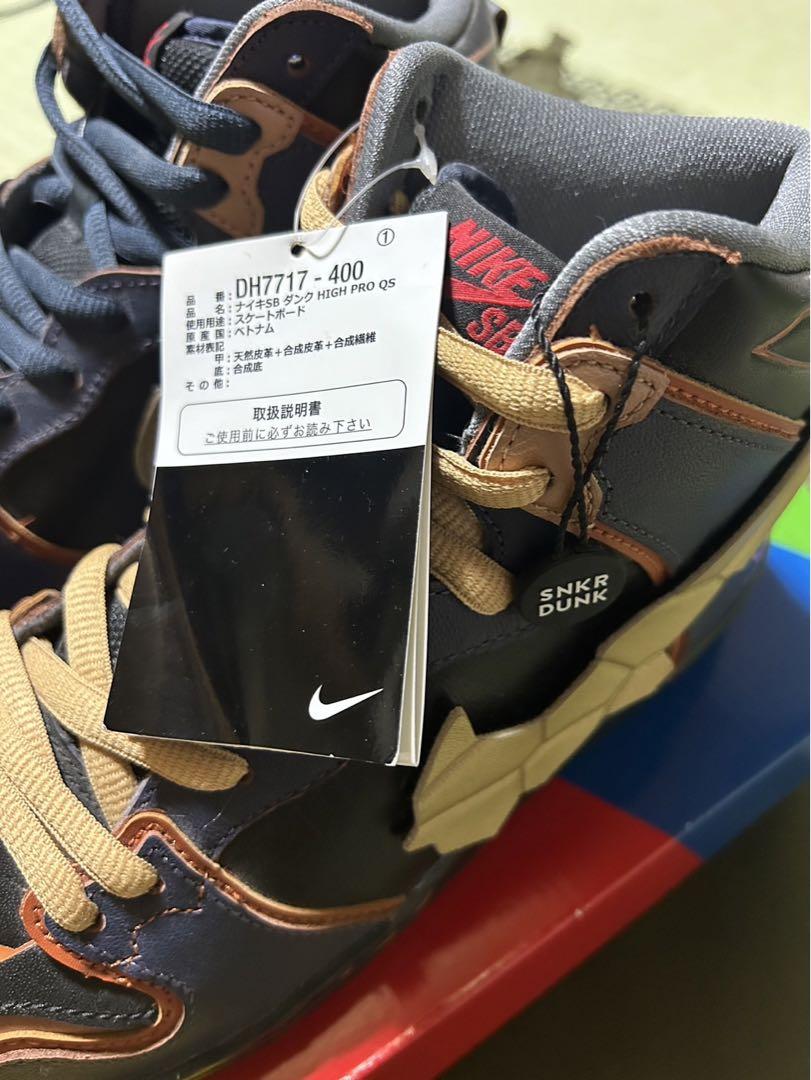 ①
品番：DH7717 - 400
品名：ナイキSB ダンク HIGH PRO QS
使用用途：スケートボード
原産国：ベトナム
素材表記
甲：天然皮革＋合成皮革＋合成繊維
底：合成底
その他：
取扱説明書
ご使用前に必ずお読み下さい
NIKE
SB
SNKR
DUNK